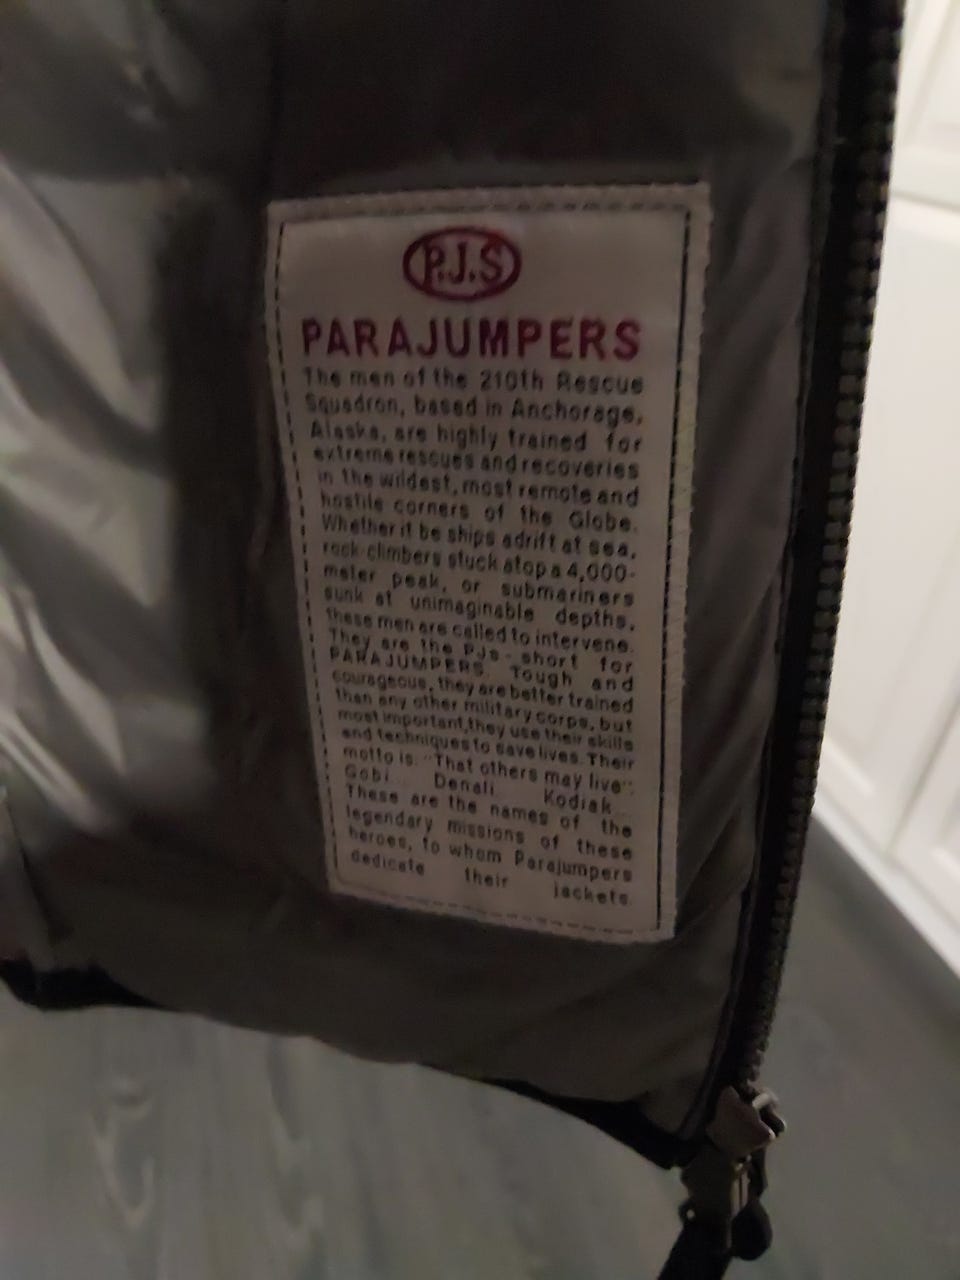 P.J.S
PARAJUMPERS
The men of the 210th Rescue
Squadron, based in Anchorage,
Alaska, are highly trained for
extreme rescues and recoveries
in the wildest, most remote and
hostile corners of the Globe.
Whether it be ships adrift at sea,
rock-climbers stuck atop a 4,000-
meter peak, or submariners
sunk at unimaginable depths,
these men are called to intervene.
They are the PJs - short for
PARAJUMPERS. Tough and
courageous, they are better trained
than any other military corps, but
most important, they use their skills
and techniques to save lives. Their
motto is: "That others may live".
Gobi... Denali... Kodiak...
These are the names of the
legendary missions of these
heroes, to whom Parajumpers
dedicate their jackets.